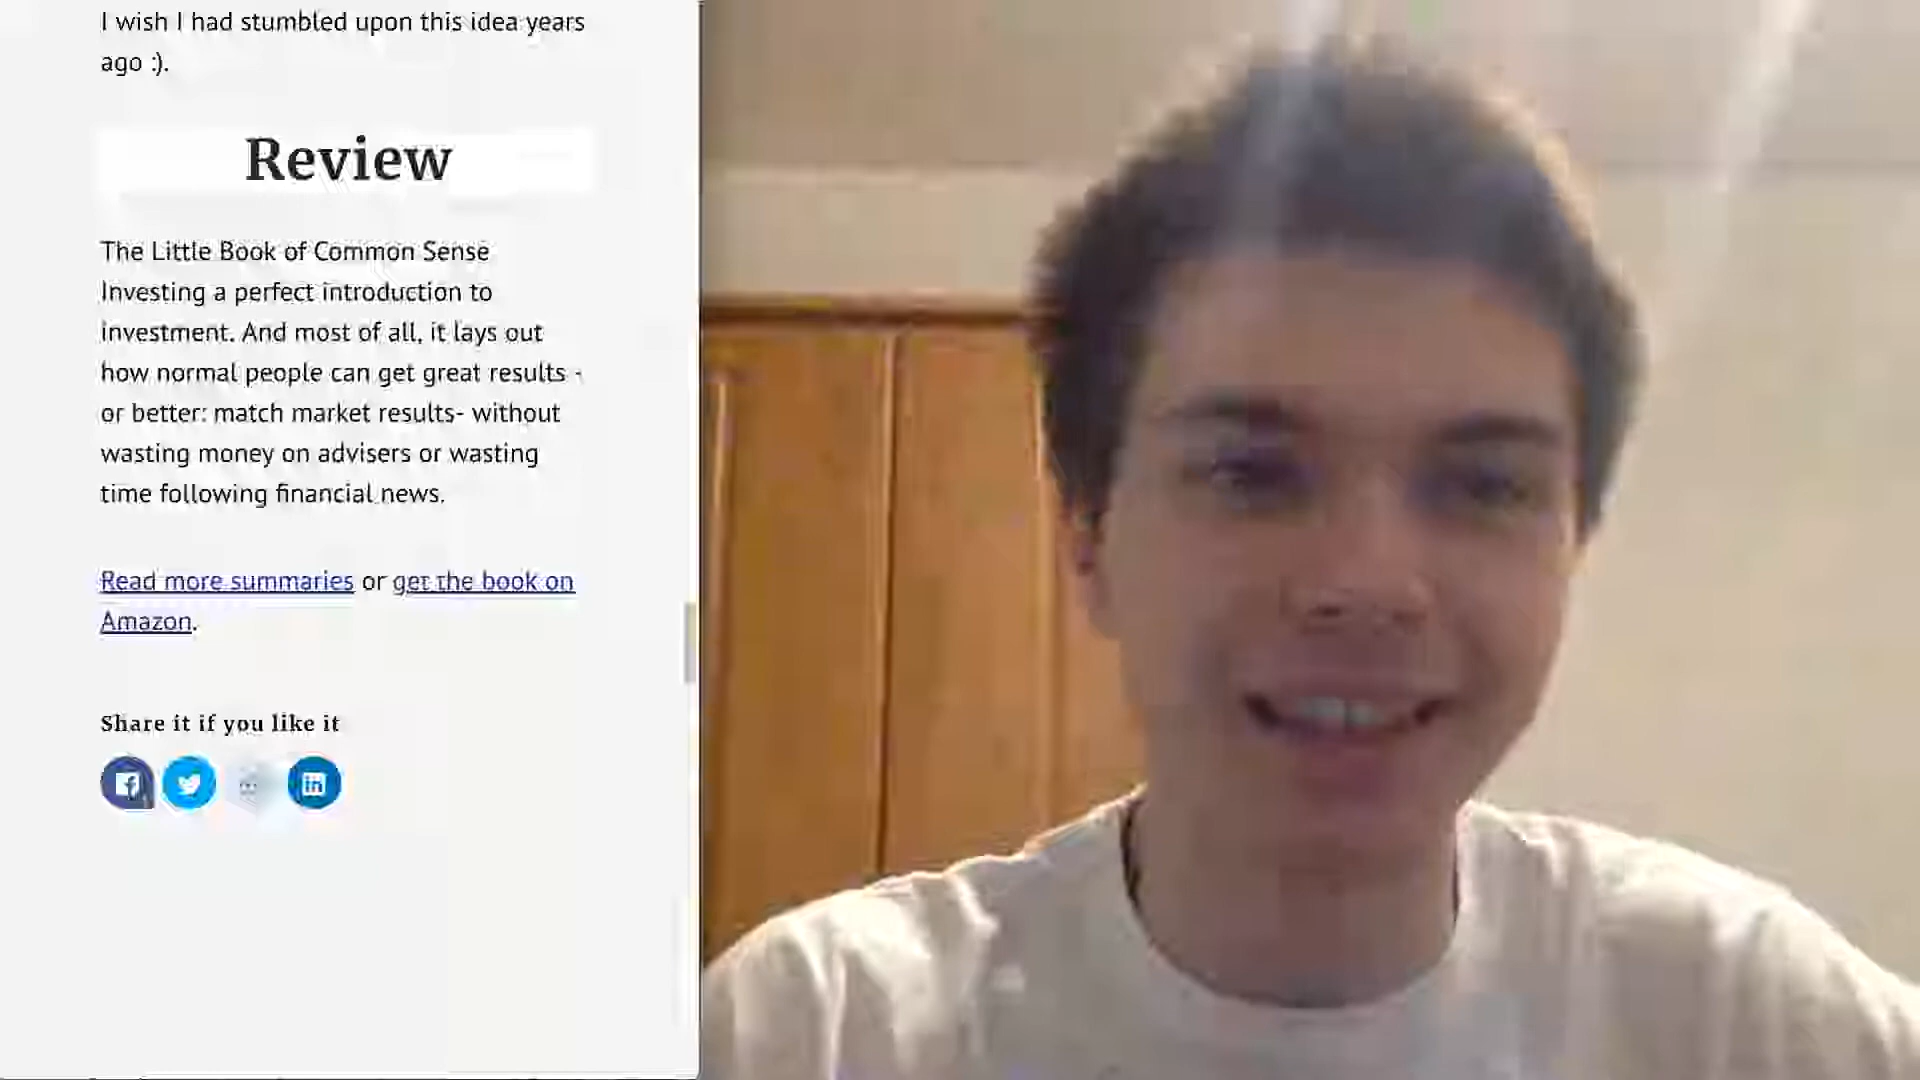 I wish I had stumbled upon this idea years
ago :).
Review
The Little Book of Common Sense
Investing a perfect introduction to
investment. And most of all, it lays out
how normal people can get great results -
or better: match market results- without
wasting money on advisers or wasting
time following financial news.
Read more summaries or get the book on
Amazon.
Share it if you like it